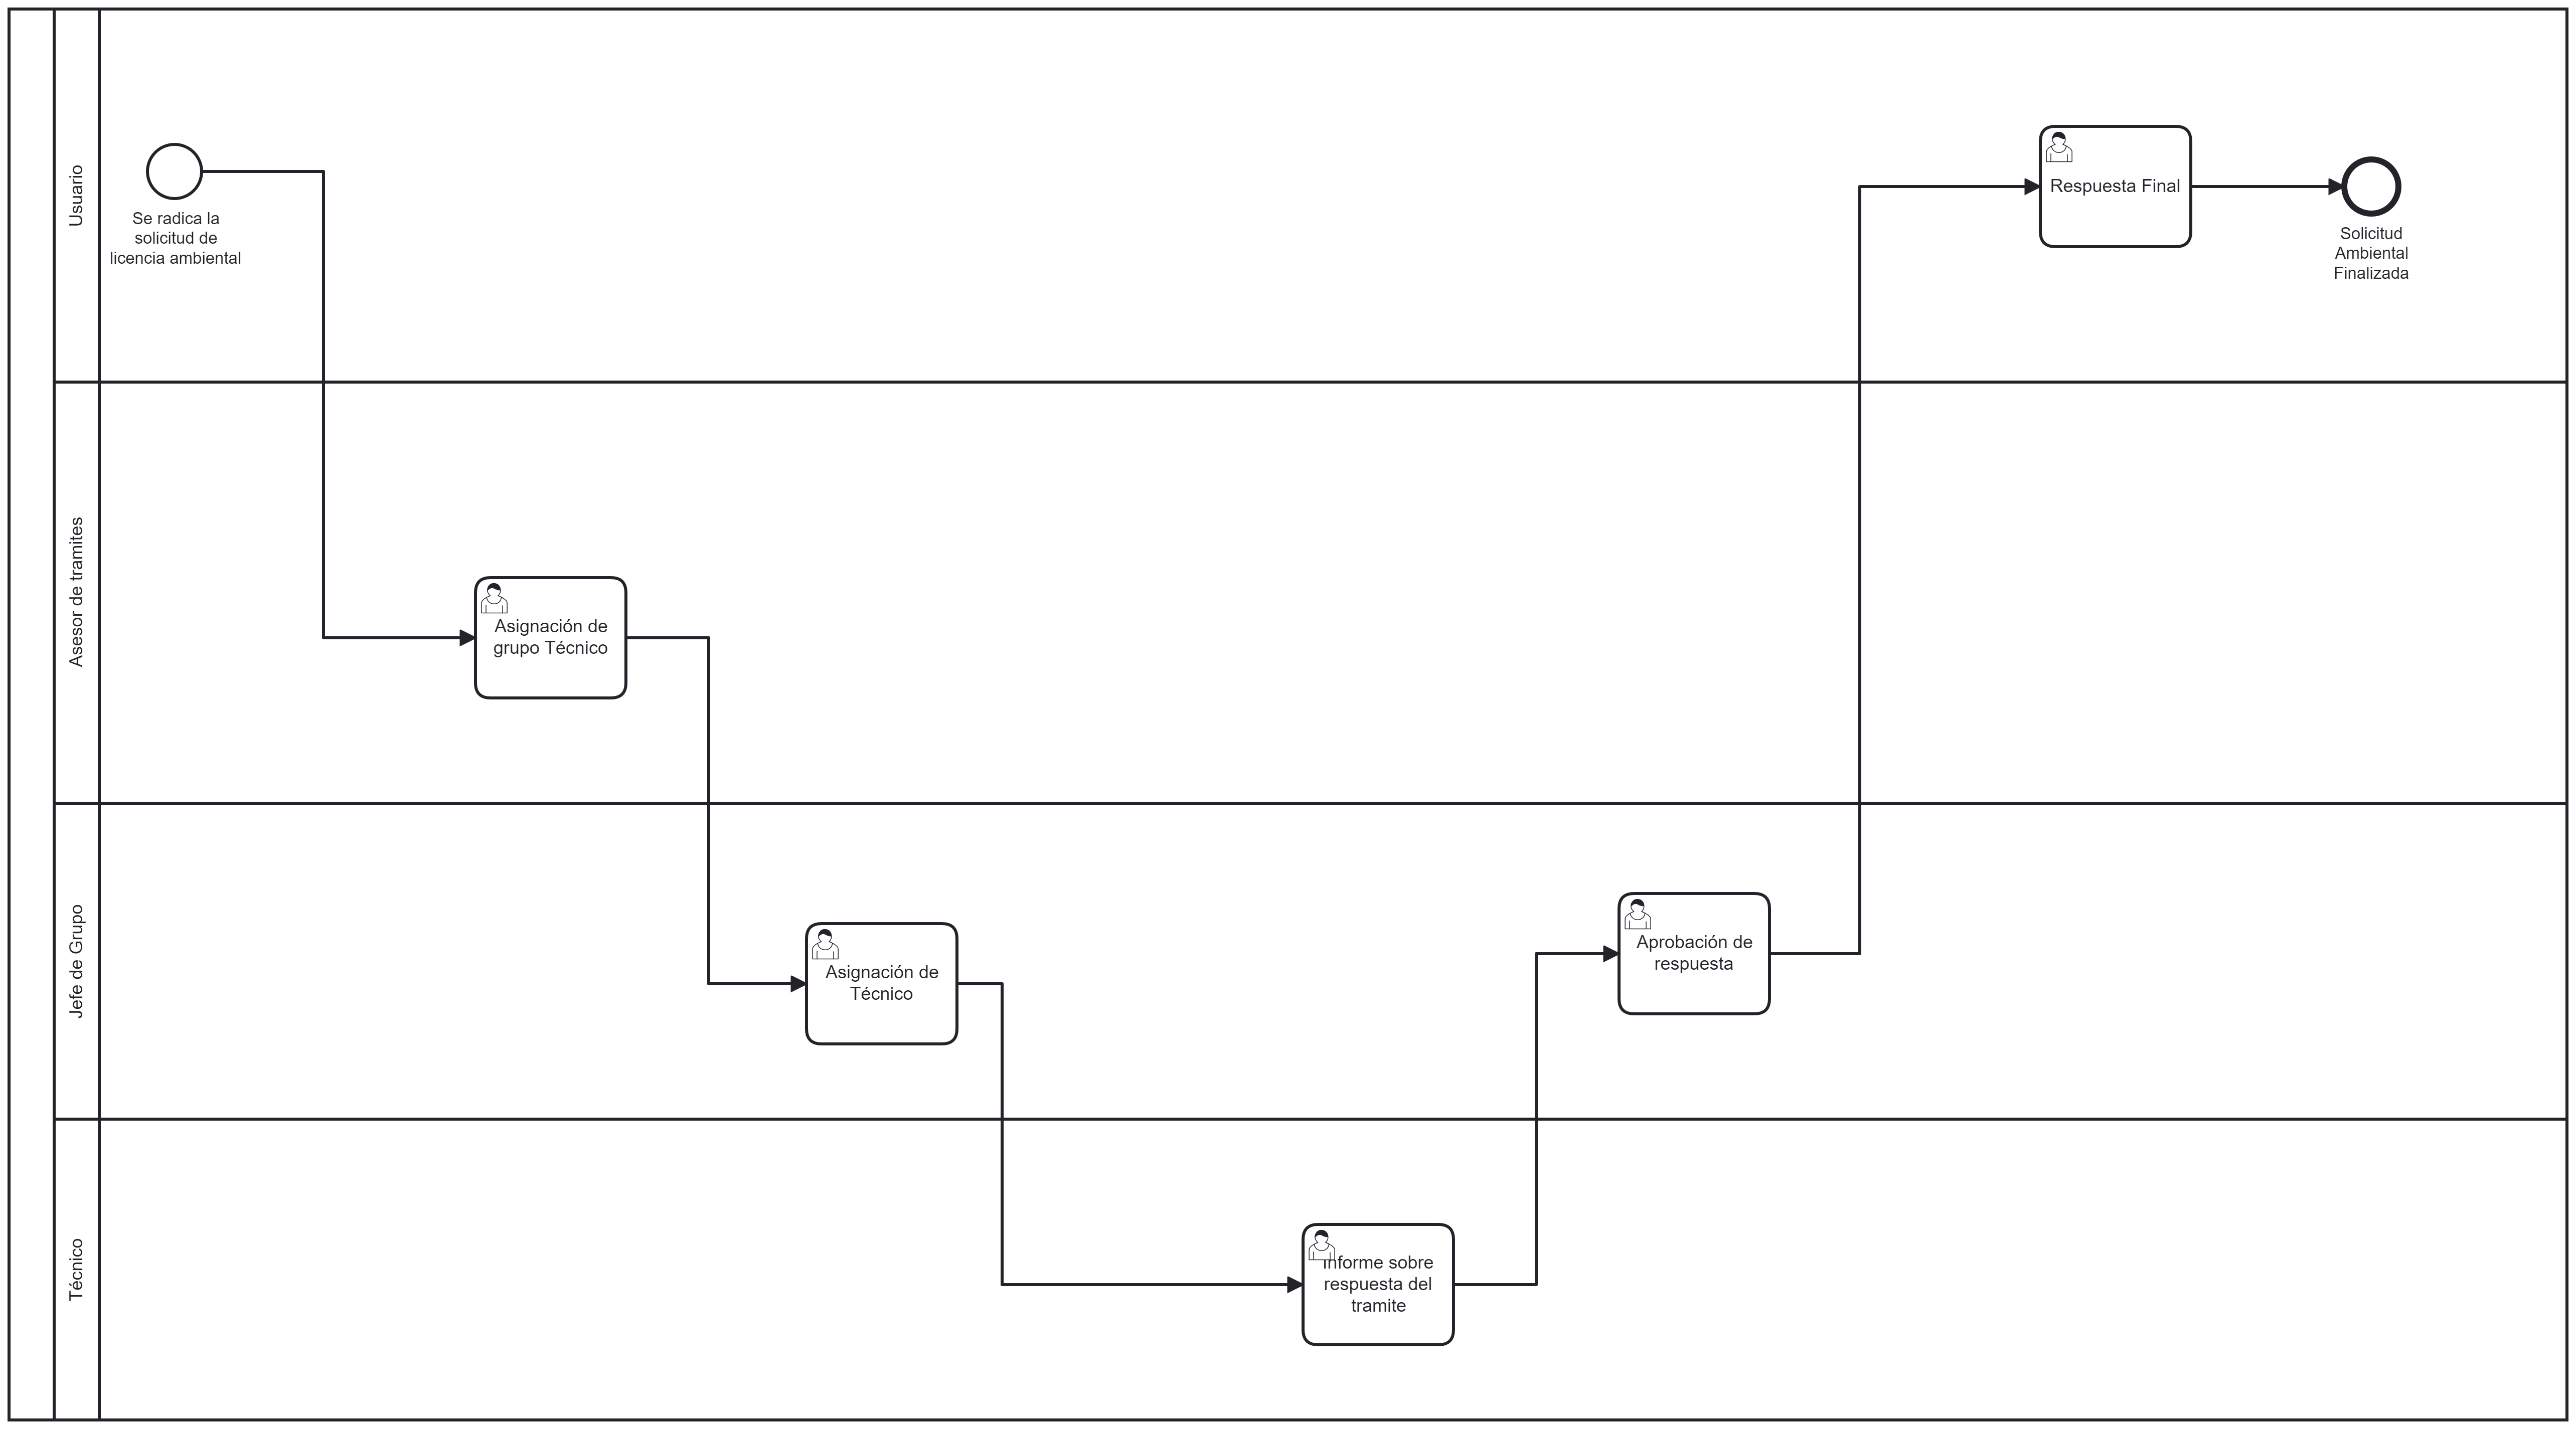 Usuario
Se radica la
solicitud de
licencia ambiental
Respuesta Final
Solicitud
Ambiental
Finalizada
Asesor de tramites
Asignación de
grupo Técnico
Jefe de Grupo
Asignación de
Técnico
Aprobación de
respuesta
Técnico
Informe sobre
respuesta del
tramite